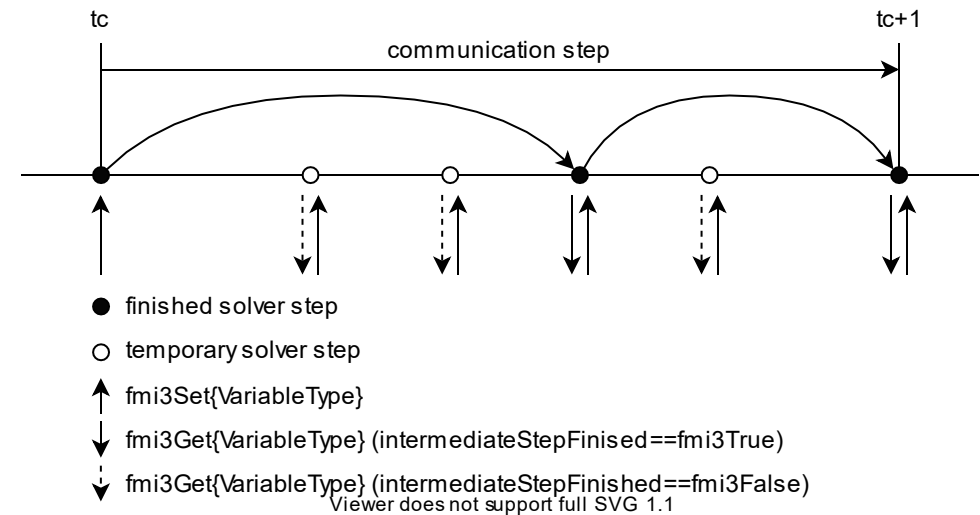 tc
tc+1
communication step
finished solver step
temporary solver step
fmi3Set{VariableType}
fmi3Get{VariableType} (intermediateStepFinised==fmi3True)
fmi3Get{VariableType} (intermediateStepFinished==fmi3False)
Viewer does not support full SVG 1.1